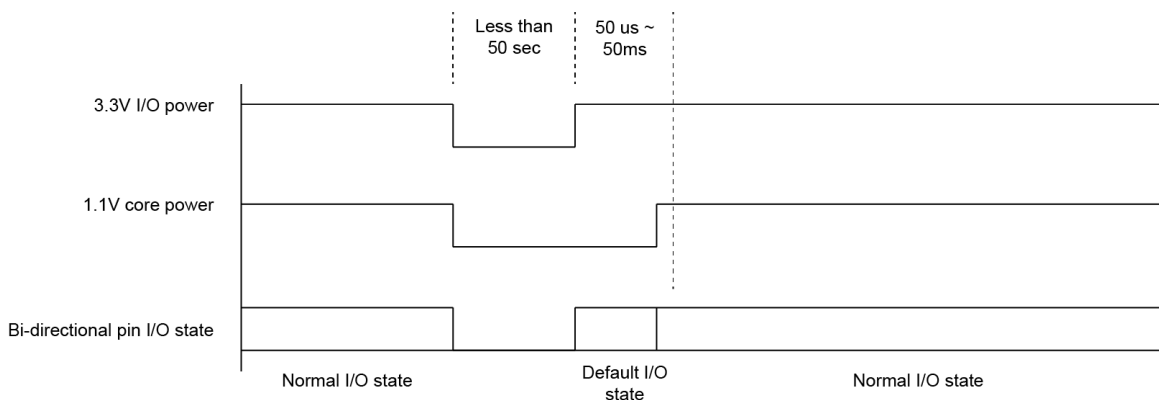 Less than
50 sec
50 us ~
50ms
3.3V I/O power
1.1V core power
Bi-directional pin I/O state
Normal I/O state
Default I/O
state
Normal I/O state